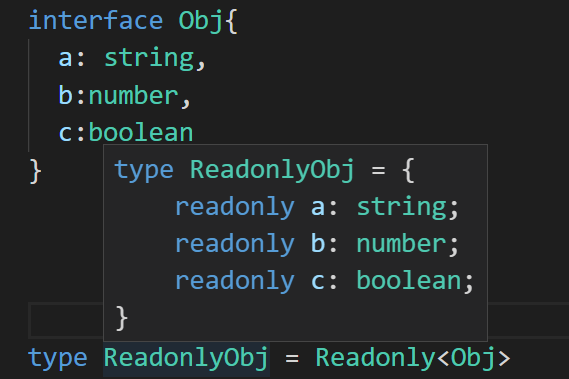 interface Obj{
a: string,
b:number,
c:boolean
}
type ReadonlyObj = {
readonly a: string;
readonly b: number;
readonly c: boolean;
}
type ReadonlyObj = Readonly<Obj>